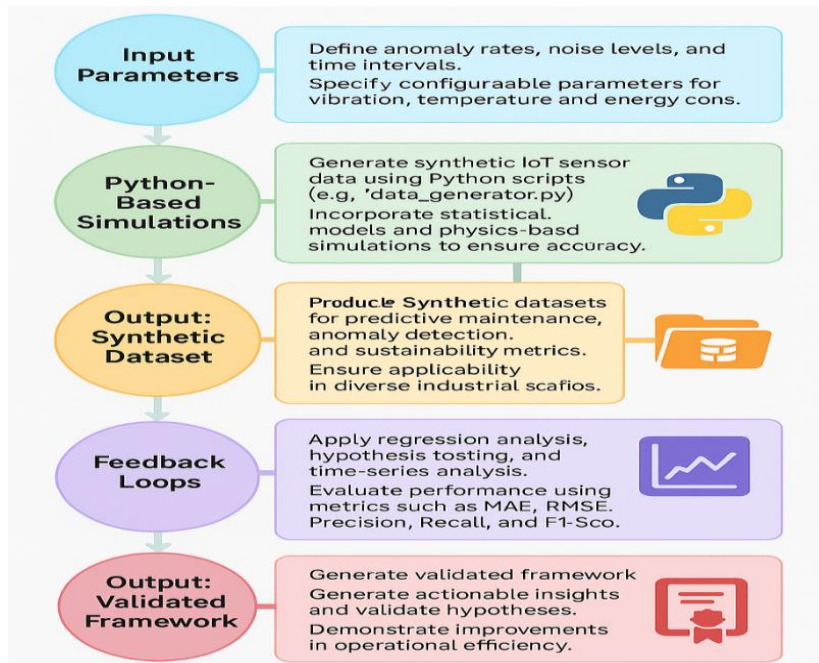 Input
Parameters
Define anomaly rates, noise levels, and
time intervals.
Specify configuraable parameters for
vibration, temperature and energy cons.
Python-
Based
Simulations
Generate synthetic IoT sensor
data using Python scripts
(e.g, 'data_generator.py)
Incorporate statistical.
models and physics-basd
simulations to ensure accuracy.
Output:
Synthetic
Dataset
Producle Synthetic datasets
for predictive maintenance,
anomaly detection.
and sustainability metrics.
Ensure applicability
in diverse industrial scafios.
Feedback
Loops
Apply regression analysis,
hypothesis tosting, and
time-series analysis.
Evaluate performance using
metrics such as MAE, RMSE.
Precision, Recall, and F1-Sco.
Output:
Validated
Framework
Generate validated framework
Generate actionable insights
and validate hypotheses.
Demonstrate improvements
in operational efficiency.